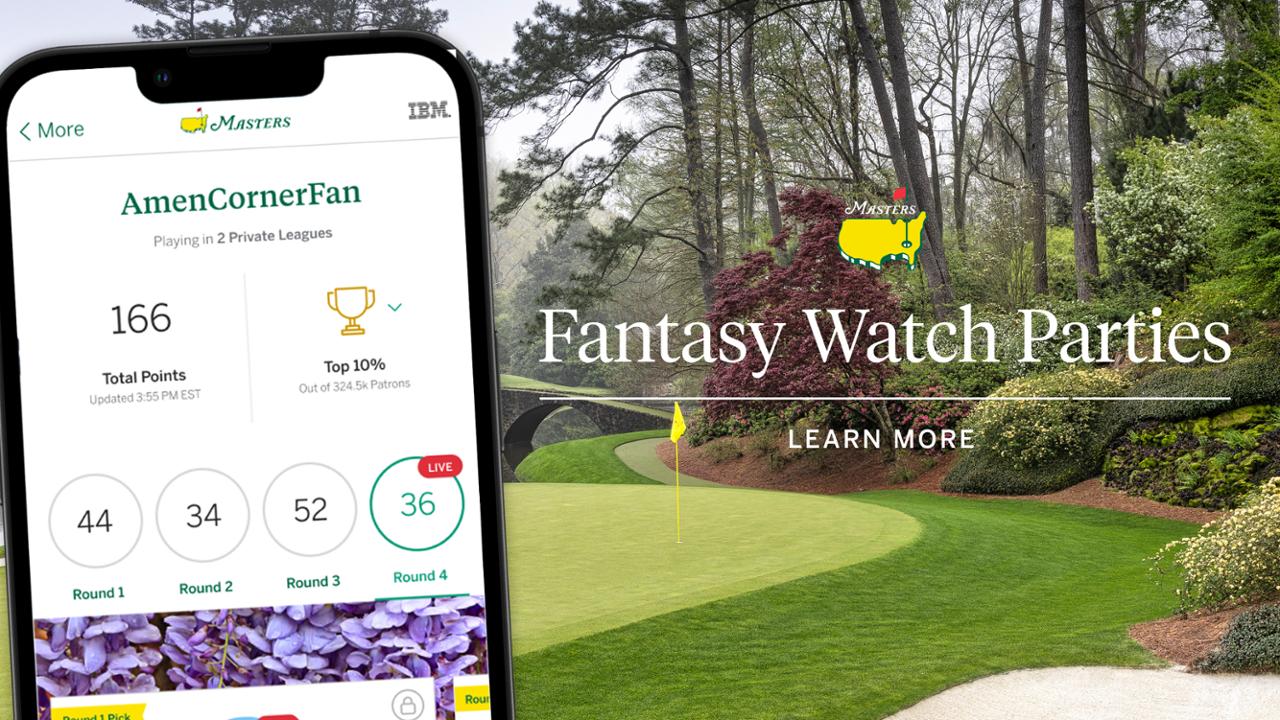 < More
MASTERS
IBM.
AmenCornerFan
Playing in 2 Private Leagues
166
Total Points
Updated 3:55 PM EST
Top 10%
Out of 324.5k Patrons
LIVE
44
34
52
36
Round 1
Round 2
Round 3
Round 4
Round 1 Pick
MASTERS
Fantasy Watch Parties
LEARN MORE